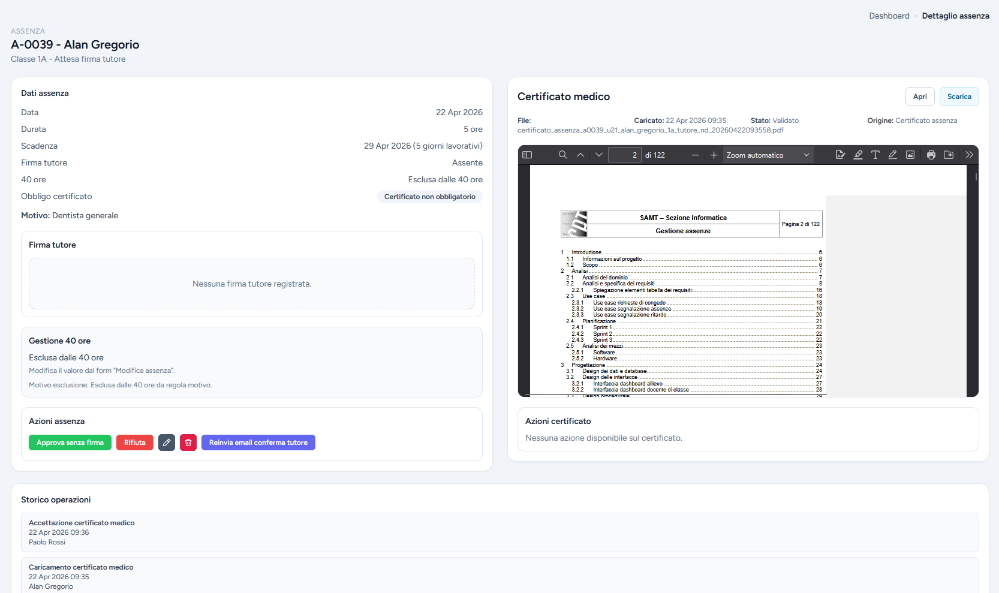 Dashboard > Dettaglio assenza
ASSENZA
A-0039 - Alan Gregorio
Classe 1A - Attesa firma tutore
Dati assenza
Data 22 Apr 2026
Durata 5 ore
Scadenza 29 Apr 2026 (5 giorni lavorativi)
Firma tutore Assente
40 ore Esclusa dalle 40 ore
Obbligo certificato Certificato non obbligatorio
Motivo: Dentista generale
Firma tutore
Nessuna firma tutore registrata.
Gestione 40 ore
Esclusa dalle 40 ore
Modifica il valore dal form "Modifica assenza".
Motivo esclusione: Esclusa dalle 40 ore da regola motivo.
Azioni assenza
Approva senza firma Rifiuta Reinvia email conferma tutore
Certificato medico Apri Scarica
File: Caricato: 22 Apr 2026 09:35 Stato: Validato Origine: Certificato assenza
certificato_assenza_a0039_u21_alan_gregorio_1a_tutore_nd_20260422093558.pdf
2 di 122 Zoom automatico
SAMT – Sezione Informatica
Gestione assenze
Pagina 2 di 122
1 Introduzione 6
1.1 Informazioni sul progetto 6
1.2 Scopo 6
2 Analisi 7
2.1 Analisi del dominio 7
2.2 Analisi e specifica dei requisiti 8
2.2.1 Spiegazione elementi tabella dei requisiti: 16
2.3 Use case 18
2.3.1 Use case richieste di congedo 18
2.3.2 Use case segnalazione assenze 19
2.3.3 Use case segnalazione ritardo 20
2.4 Pianificazione 21
2.4.1 Sprint 1 22
2.4.2 Sprint 2 22
2.4.3 Sprint 3 22
2.5 Analisi dei mezzi 23
2.5.1 Software 23
2.5.2 Hardware 23
3 Progettazione 24
3.1 Design dei dati e database 24
3.2 Design delle interfacce 27
3.2.1 Interfaccia dashboard allievo 27
3.2.2 Interfaccia dashboard docente di classe 28
3.3 Design procedurale 29
Azioni certificato
Nessuna azione disponibile sul certificato.
Storico operazioni
Accettazione certificato medico
22 Apr 2026 09:36
Paolo Rossi
Caricamento certificato medico
22 Apr 2026 09:35
Alan Gregorio